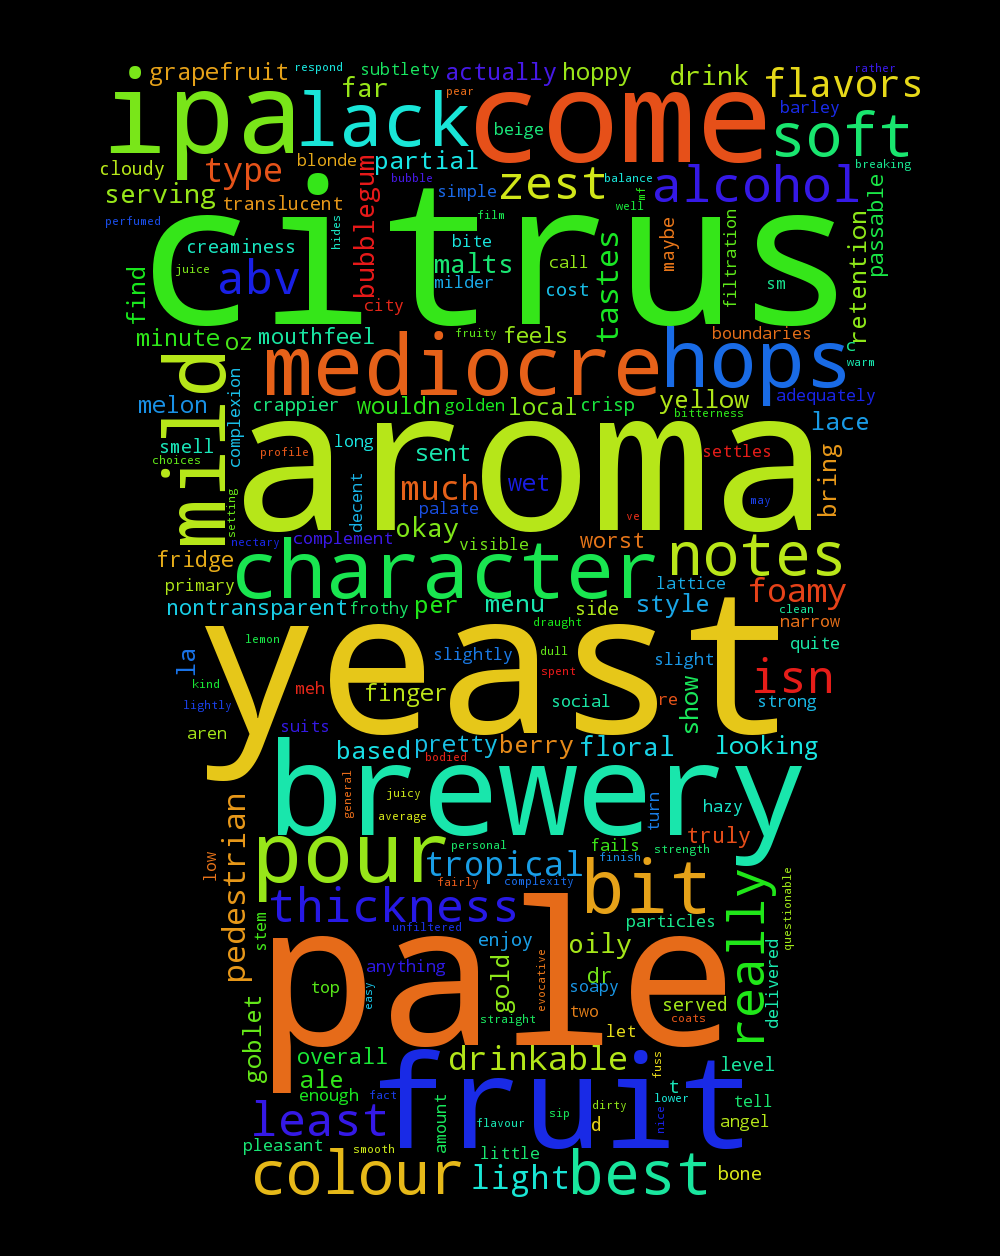 grapefruit respond subtlety actually hoppy drink rather
ipa far pear come flavors
lack beige barley soft
cloudy type blonde partial zest alcohol breaking
serving translucent bubblegum bubble simple balance mf passable
perfumed hides citrus film well
creaminess bite maybe filtration retention
find juice abv malts call tastes sm
milder cost
city
minute oz mouthfeel fruity feels boundaries c
mediocre hops warm
mild complexion adequately
melon crappier wouldn golden local crisp yellow lace
bitterness
smell aroma long sent settles bring
choices profile
much wet may
setting decent palate ve
nectary complement okay visible worst notes
fridge character
primary lattice foamy
nontransparent frothy per menu side style clean
draught narrow
lemon yeast dull quite
la slightly slight
kind meh finger spent isn
lightly social re show strong
suits
aren based pretty berry floral looking
bodied
brewery general juicy hazy
average turn
pedestrian pour personal fails truly
low tropical finish strength
fairly complexity bit really questionable
thickness particles
stem unfiltered enjoy oily delivered
pale anything gold evocative dr
top easy soapy served
straight two coats
goblet let
overall drinkable fuss level
ale fruit t
enough fact lower tell
least amount flavour sip dirty d nice angel
pleasant smooth little
colour light best bone